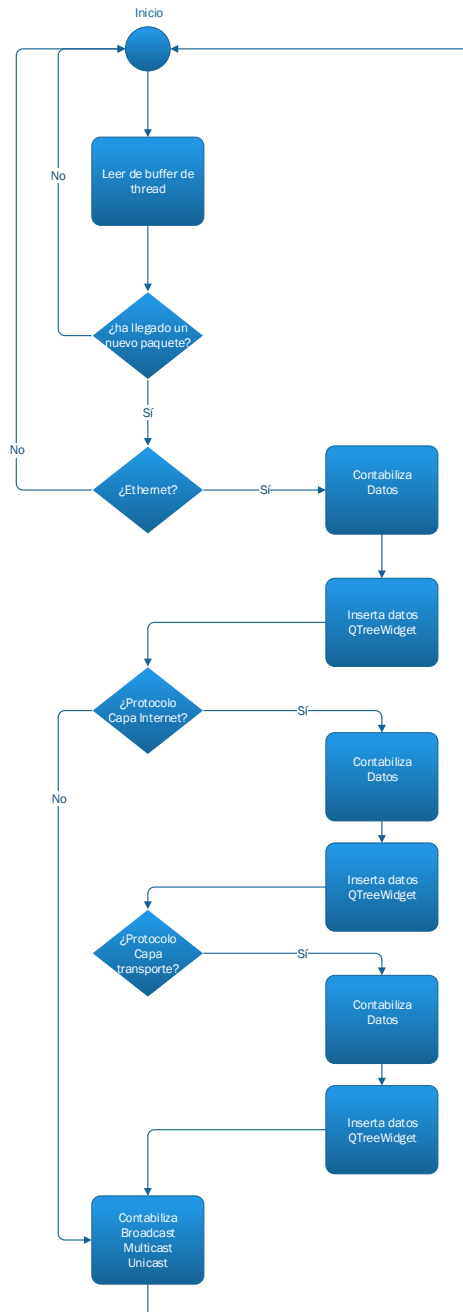 Inicio
Leer de buffer de
thread
No
¿ha llegado un
nuevo paquete?
Sí
No
¿Ethernet?
Sí
Contabiliza
Datos
Inserta datos
QTreeWidget
¿Protocolo
Capa Internet?
Sí
Contabiliza
Datos
No
Inserta datos
QTreeWidget
¿Protocolo
Capa
transporte?
Sí
Contabiliza
Datos
Inserta datos
QTreeWidget
Contabiliza
Broadcast
Multicast
Unicast